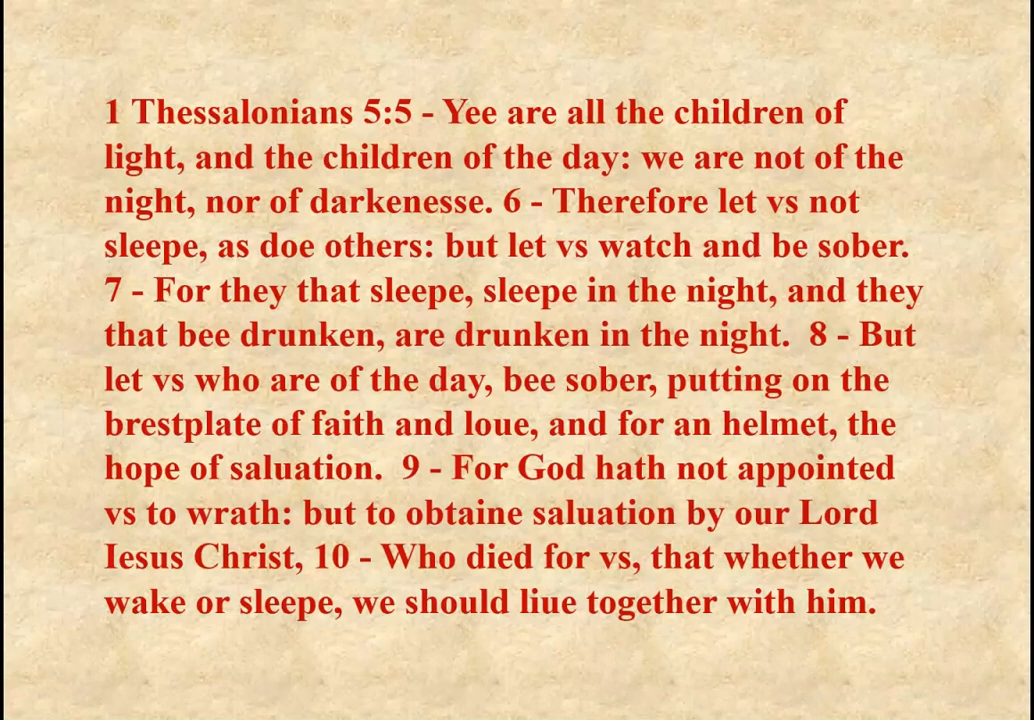 1 Thessalonians 5:5 - Yee are all the children of
light, and the children of the day: we are not of the
night, nor of darkenesse. 6 - Therefore let vs not
sleepe, as doe others: but let vs watch and be sober.
7 - For they that sleepe, sleepe in the night, and they
that bee drunken, are drunken in the night.  8 - But
let vs who are of the day, bee sober, putting on the
brestplate of faith and loue, and for an helmet, the
hope of saluation.  9 - For God hath not appointed
vs to wrath: but to obtaine saluation by our Lord
Iesus Christ, 10 - Who died for vs, that whether we
wake or sleepe, we should liue together with him.